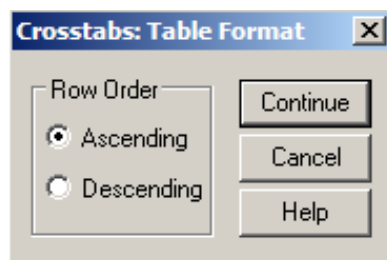 Crosstabs: Table Format
Row Order
Ascending
Descending
Continue
Cancel
Help